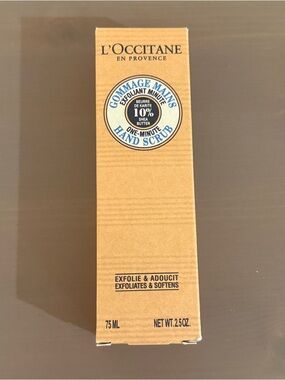 L'OCCITANE
EN PROVENCE
GOMMAGE MAINS
EXFOLIANT MINUTE
BEURRE
DE KARITÉ
10%
SHEA
BUTTER
ONE-MINUTE
HAND SCRUB
EXFOLIE & ADOUCIT
EXFOLIATES & SOFTENS
75 ML NET WT. 2.5 OZ.